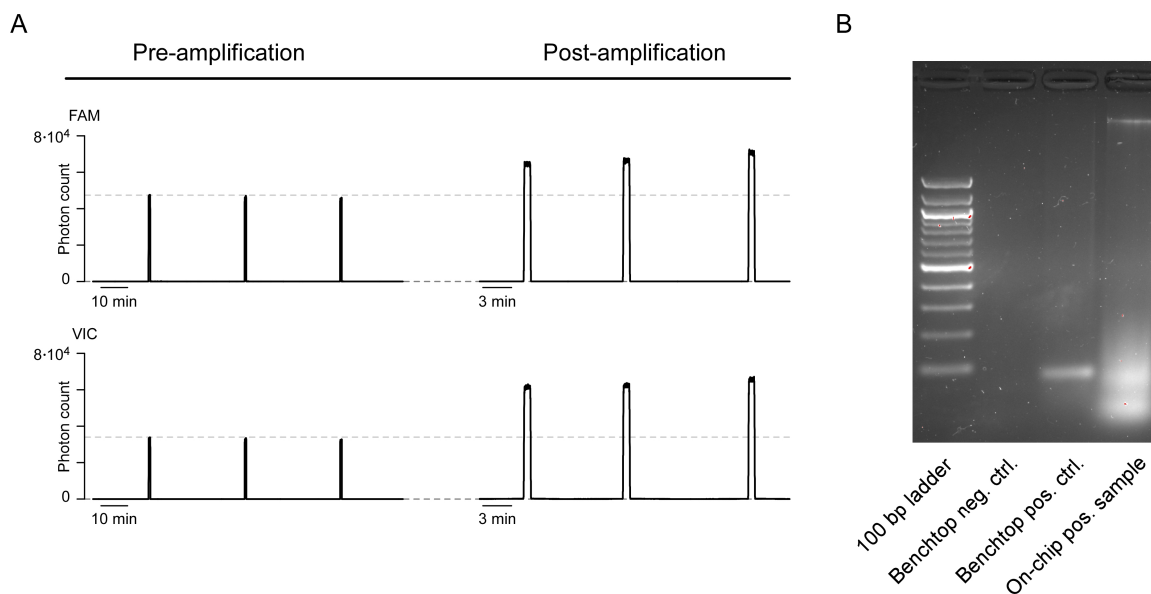 A
B
Pre-amplification
Post-amplification
FAM
8·10⁴
Photon count
0
10 min
3 min
VIC
8·10⁴
Photon count
0
10 min
3 min
100 bp ladder
Benchtop neg. ctrl.
Benchtop pos. ctrl.
On-chip pos. sample